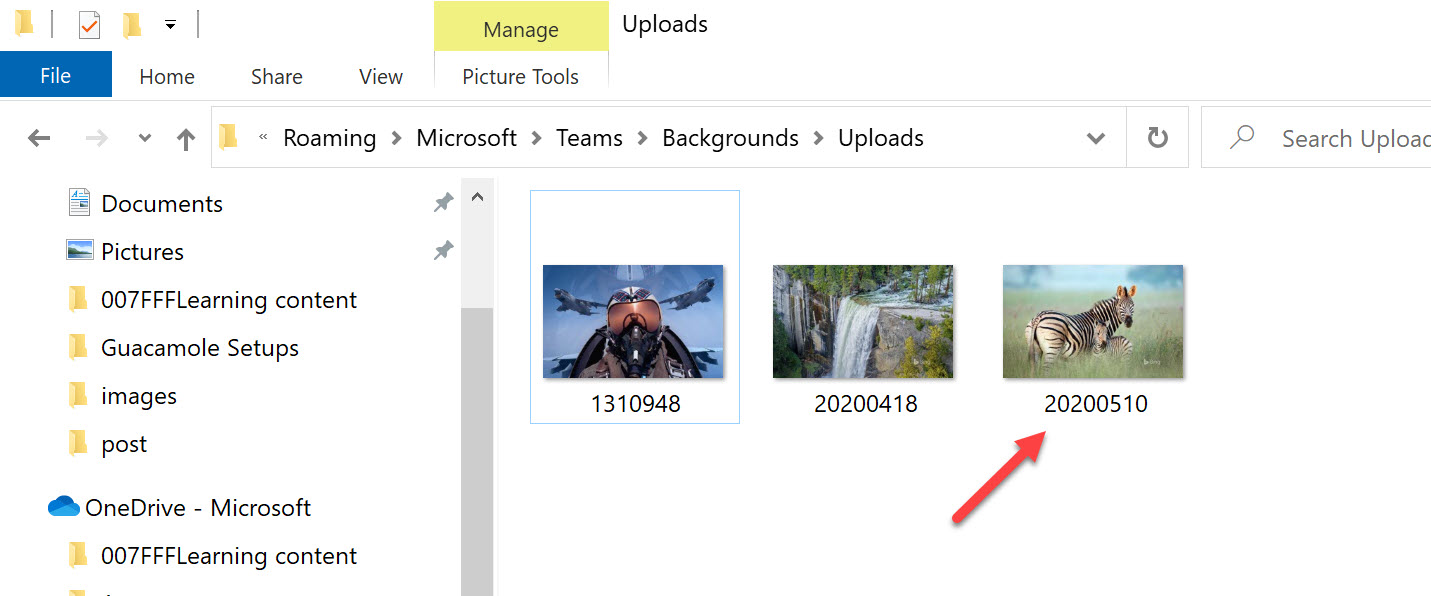 Manage
Uploads
File
Home
Share
View
Picture Tools
« Roaming > Microsoft > Teams > Backgrounds > Uploads
Search Upload
Documents
Pictures
007FFFLearning content
Guacamole Setups
images
post
OneDrive - Microsoft
007FFFLearning content
1310948
20200418
20200510